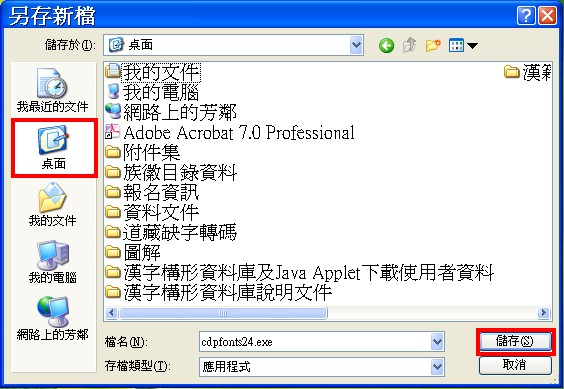 另存新檔
儲存於(I):
桌面
我最近的文件
桌面
我的文件
我的電腦
網路上的芳鄰
我的文件
我的電腦
網路上的芳鄰
Adobe Acrobat 7.0 Professional
附件集
族徽目錄資料
報名資訊
資料文件
道藏缺字轉碼
圖解
漢字構形資料庫及Java Applet下載使用者資料
漢字構形資料庫說明文件
漢籍
檔名(N):
cdpfonts24.exe
儲存(S)
存檔類型(T):
應用程式
取消